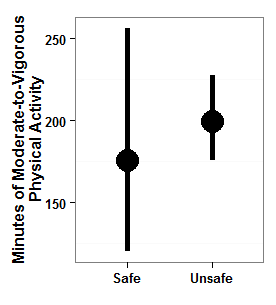 Minutes of Moderate-to-Vigorous
Physical Activity
250
200
150
Safe
Unsafe